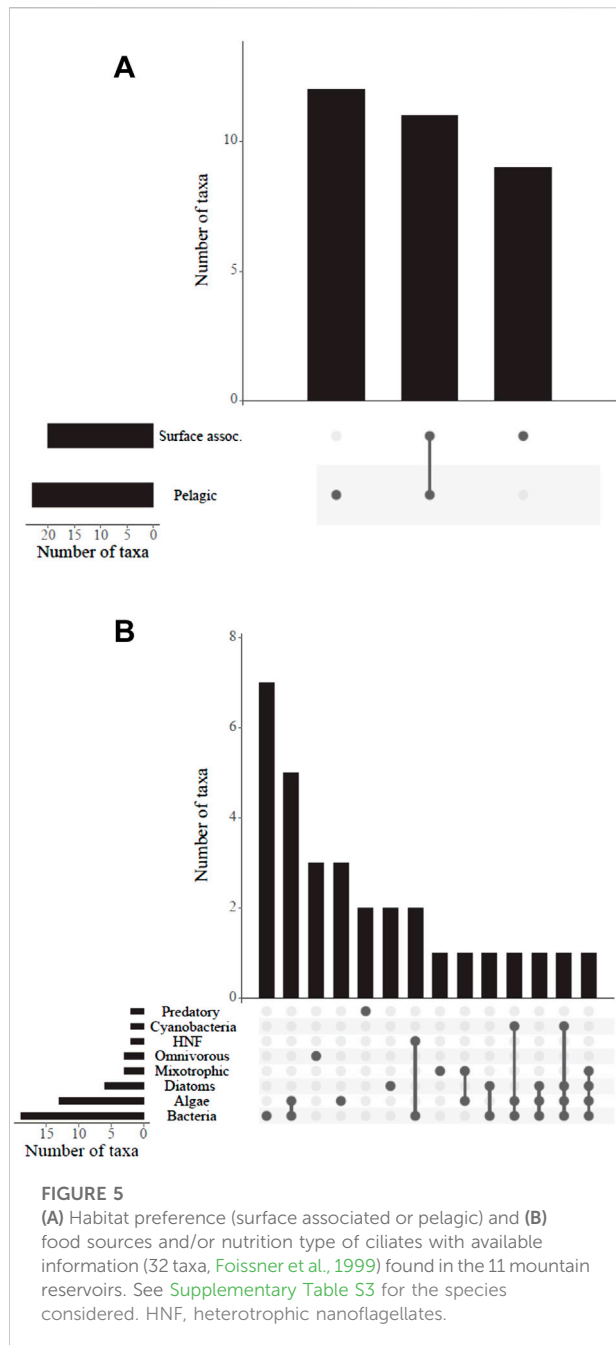 A
Number of taxa
10
5
0
Surface assoc.
Pelagic
20 15 10 5 0
Number of taxa
B
Number of taxa
8
6
4
2
0
Predatory
Cyanobacteria
HNF
Omnivorous
Mixotrophic
Diatoms
Algae
Bacteria
15 10 5 0
Number of taxa
FIGURE 5
(A) Habitat preference (surface associated or pelagic) and (B)
food sources and/or nutrition type of ciliates with available
information (32 taxa, Foissner et al., 1999) found in the 11 mountain
reservoirs. See Supplementary Table S3 for the species
considered. HNF, heterotrophic nanoflagellates.